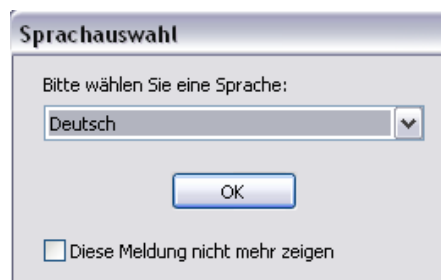 Sprachauswahl
Bitte wählen Sie eine Sprache:
Deutsch
OK
Diese Meldung nicht mehr zeigen